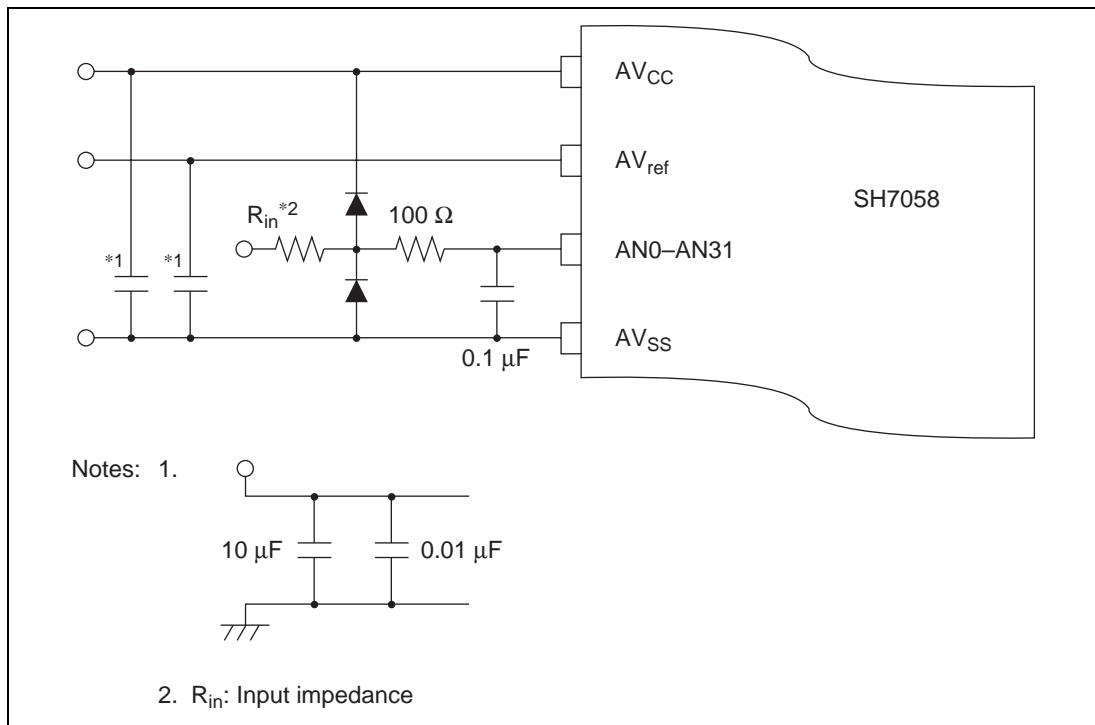 AVCC
AVref
SH7058
Rin*2
100 Ω
AN0–AN31
*1
*1
AVSS
0.1 μF
Notes: 1.
10 μF
0.01 μF
2. Rin: Input impedance